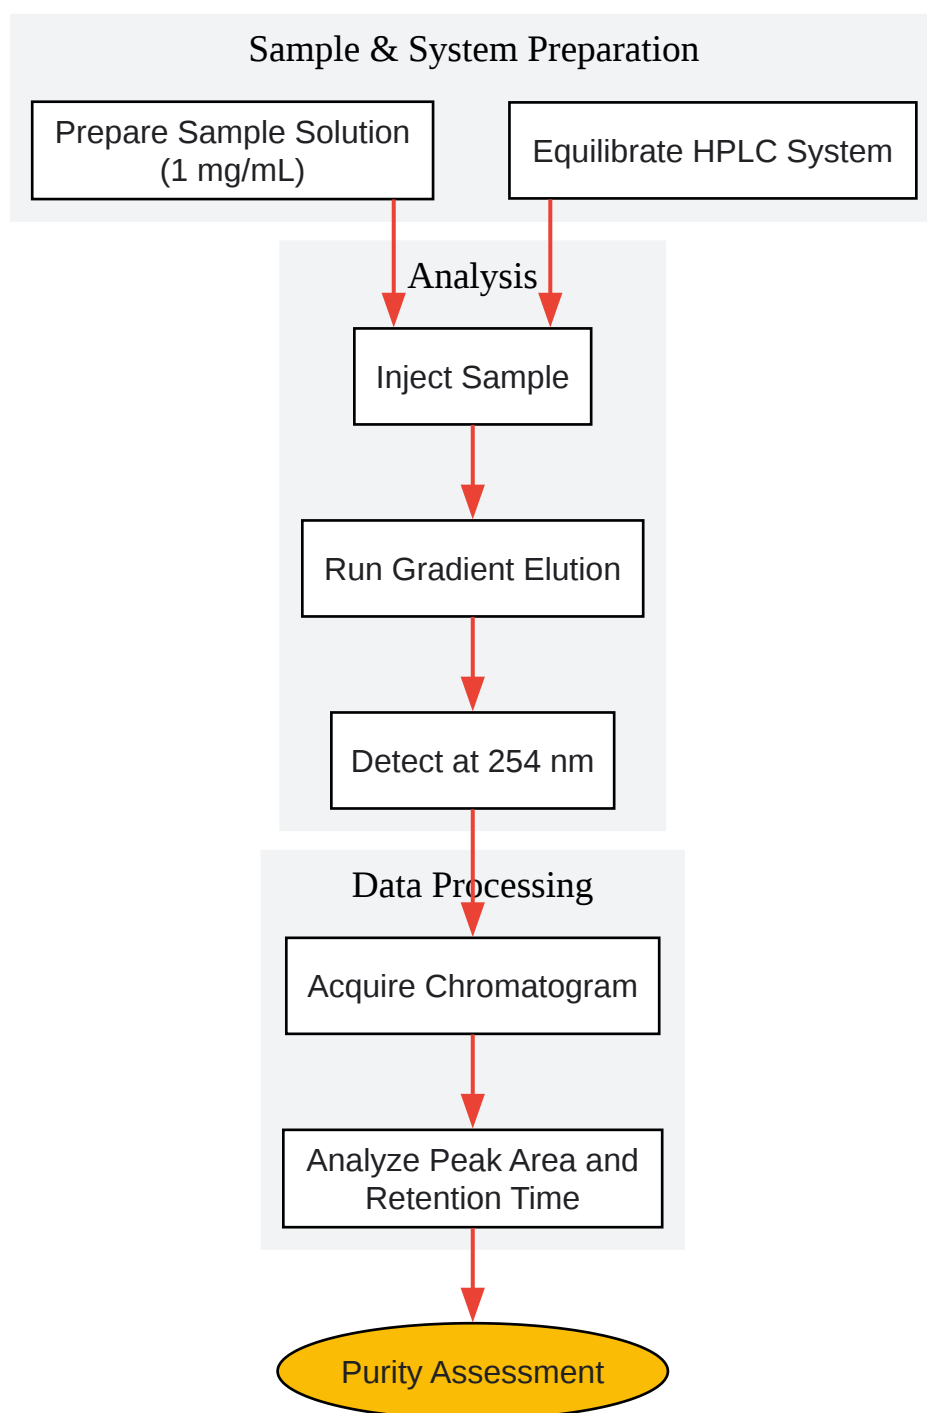 Sample & System Preparation
Prepare Sample Solution
(1 mg/mL)
Equilibrate HPLC System
Analysis
Inject Sample
Run Gradient Elution
Detect at 254 nm
Data Processing
Acquire Chromatogram
Analyze Peak Area and
Retention Time
Purity Assessment